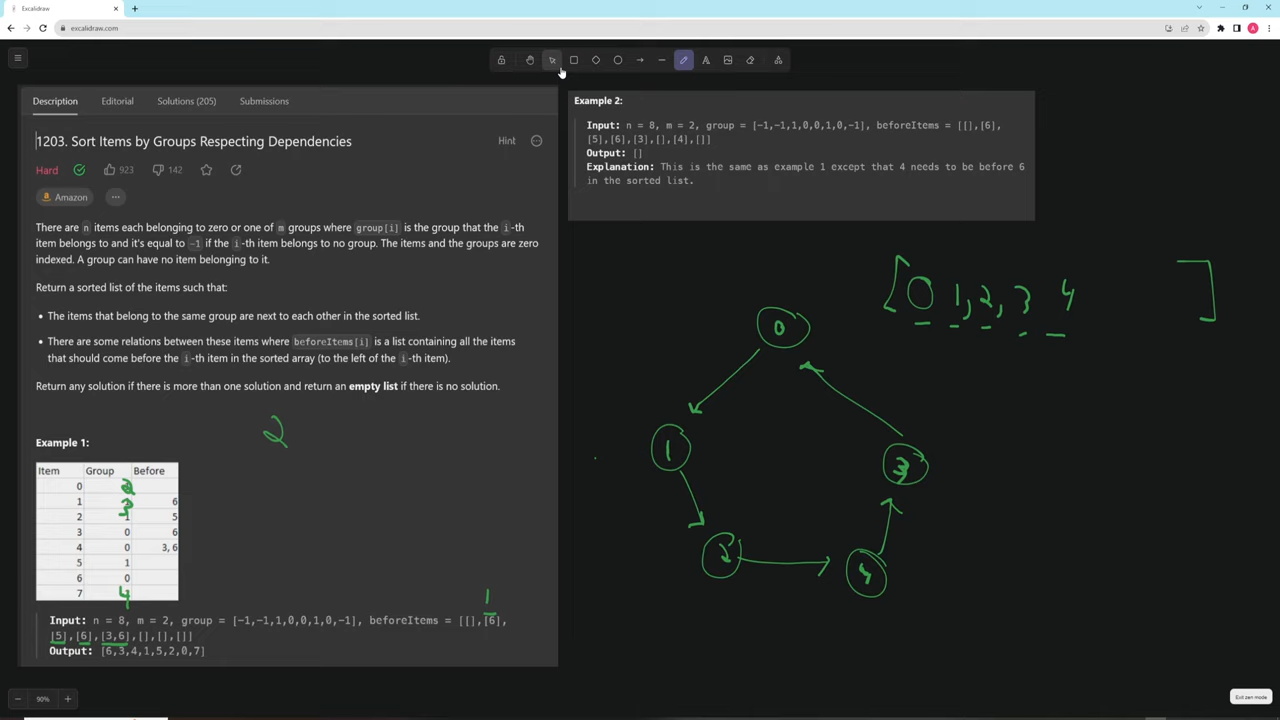 Excalidraw
excalidraw.com
Description Editorial Solutions (205) Submissions
1203. Sort Items by Groups Respecting Dependencies
Hint
Hard 923 142
Amazon
There are n items each belonging to zero or one of m groups where group[i] is the group that the i-th
item belongs to and it's equal to -1 if the i-th item belongs to no group. The items and the groups are zero
indexed. A group can have no item belonging to it.
Return a sorted list of the items such that:
• The items that belong to the same group are next to each other in the sorted list.
• There are some relations between these items where beforeItems[i] is a list containing all the items
that should come before the i-th item in the sorted array (to the left of the i-th item).
Return any solution if there is more than one solution and return an empty list if there is no solution.
2
Example 1:
Item Group Before
0 2
1 3 6
2 1 5
3 0 6
4 0 3, 6
5 1
6 0
7 4
1
Input: n = 8, m = 2, group = [-1,-1,1,0,0,1,0,-1], beforeItems = [[],[6],
[5],[6],[3,6],[],[],[]]
Output: [6,3,4,1,5,2,0,7]
Example 2:
Input: n = 8, m = 2, group = [-1,-1,1,0,0,1,0,-1], beforeItems = [[],[6],
[5],[6],[3],[],[4],[]]
Output: []
Explanation: This is the same as example 1 except that 4 needs to be before 6
in the sorted list.
[0 1, 2, 3 4 ]
0
1
3
2
4
90%
Exit zen mode
A